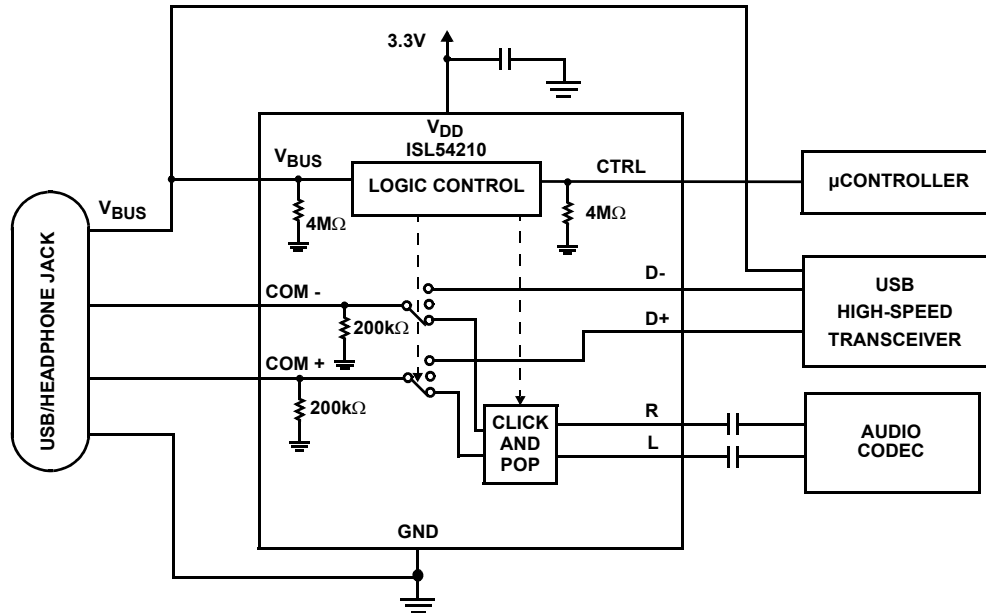 3.3V
VDD
ISL54210
VBUS
LOGIC CONTROL
CTRL
4MΩ
4MΩ
µCONTROLLER
VBUS
USB/HEADPHONE JACK
COM -
200kΩ
COM +
200kΩ
D-
D+
USB
HIGH-SPEED
TRANSCEIVER
CLICK
AND
POP
R
L
AUDIO
CODEC
GND